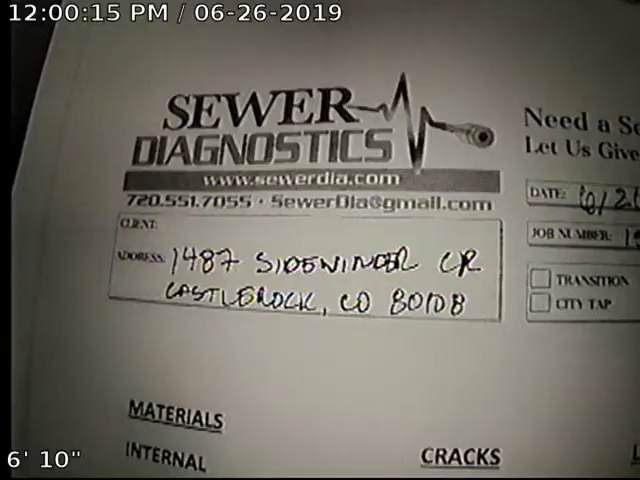 12:00:15 PM / 06-26-2019
SEWER
DIAGNOSTICS
www.sewerdia.com
720.551.7055 · SewerDia@gmail.com
Need a
Let Us Give
CLIENT:
ADDRESS: 1487 SIDEWINDER CR
CASTLEROCK, CO 80108
DATE: 6/2
JOB NUMBER:
TRANSITION
CITY TAP
MATERIALS
INTERNAL
CRACKS
6' 10"